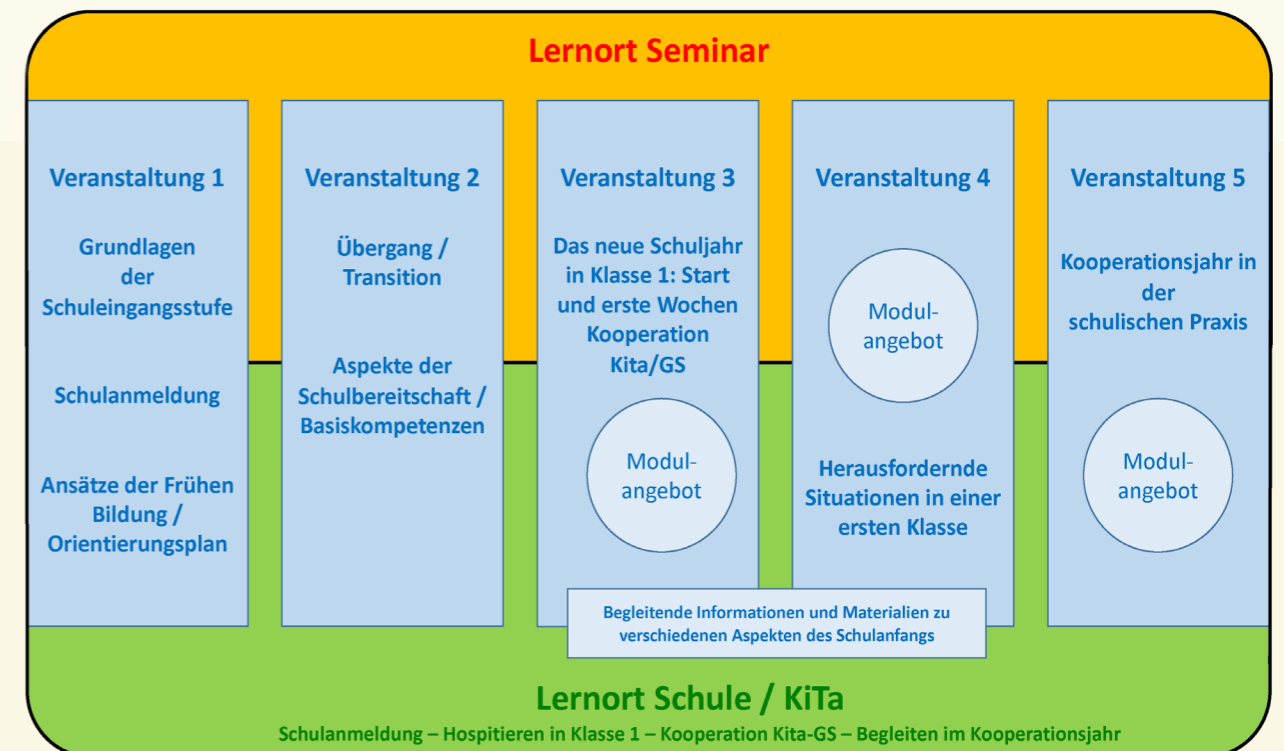 Lernort Seminar
Veranstaltung 1
Grundlagen
der
Schuleingangsstufe
Schulanmeldung
Ansätze der Frühen
Bildung /
Orientierungsplan
Veranstaltung 2
Übergang /
Transition
Aspekte der
Schulbereitschaft /
Basiskompetenzen
Veranstaltung 3
Das neue Schuljahr
in Klasse 1: Start
und erste Wochen
Kooperation
Kita/GS
Modul-
angebot
Veranstaltung 4
Modul-
angebot
Herausfordernde
Situationen in einer
ersten Klasse
Veranstaltung 5
Kooperationsjahr in
der
schulischen Praxis
Modul-
angebot
Begleitende Informationen und Materialien zu
verschiedenen Aspekten des Schulanfangs
Lernort Schule / KiTa
Schulanmeldung – Hospitieren in Klasse 1 – Kooperation Kita-GS – Begleiten im Kooperationsjahr